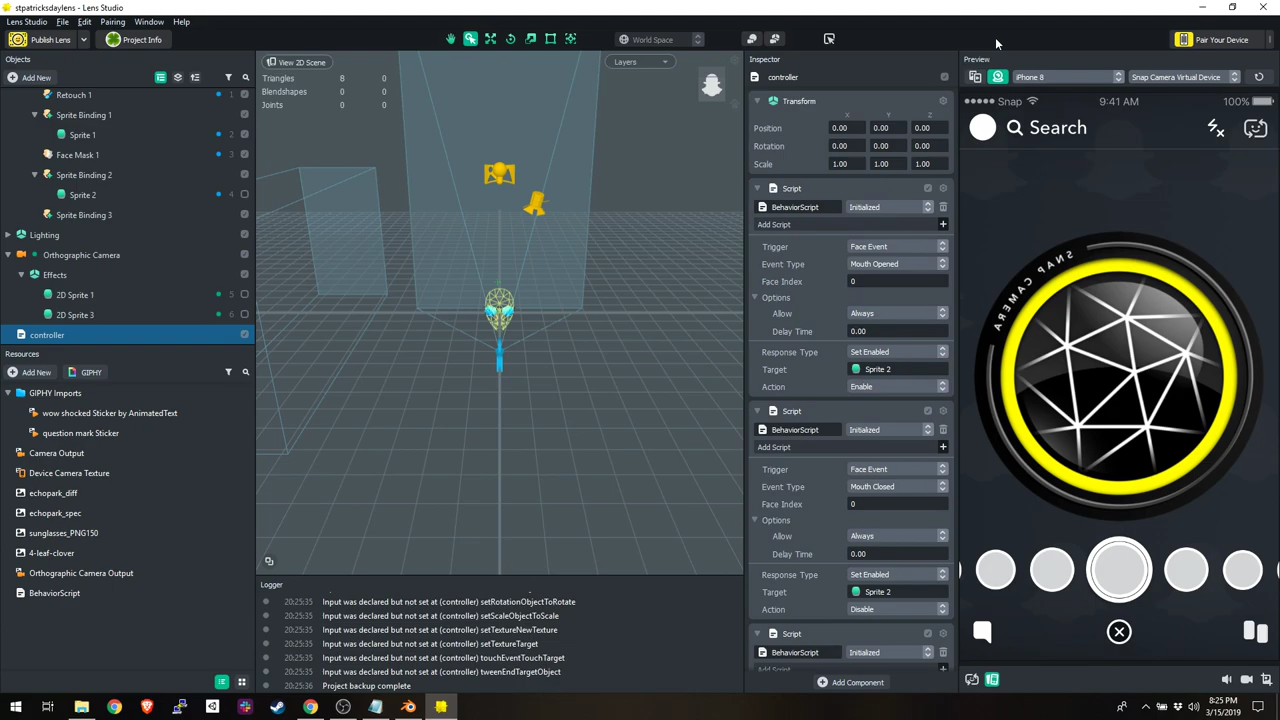 stpatricksdaylens - Lens Studio
Lens Studio File Edit Pairing Window Help
Publish Lens Project Info World Space Pair Your Device
Objects
Add New
Retouch 1 1
Sprite Binding 1
Sprite 1 2
Face Mask 1 3
Sprite Binding 2
Sprite 2 4
Sprite Binding 3
Lighting
Orthographic Camera
Effects
2D Sprite 1 5
2D Sprite 3 6
controller
Resources
Add New GIPHY
GIPHY Imports
wow shocked Sticker by AnimatedText
question mark Sticker
Camera Output
Device Camera Texture
echopark_diff
echopark_spec
sunglasses_PNG150
4-leaf-clover
Orthographic Camera Output
BehaviorScript
View 2D Scene
Layers
Triangles 8 0
Blendshapes 0 0
Joints 0 0
Logger
20:25:35 Input was declared but not set at (controller) setRotationObjectToRotate
20:25:35 Input was declared but not set at (controller) setScaleObjectToScale
20:25:35 Input was declared but not set at (controller) setTextureNewTexture
20:25:35 Input was declared but not set at (controller) setTextureTarget
20:25:35 Input was declared but not set at (controller) touchEventTouchTarget
20:25:35 Input was declared but not set at (controller) tweenEndTargetObject
20:25:36 Project backup complete
Inspector
controller
Transform
X Y Z
Position 0.00 0.00 0.00
Rotation 0.00 0.00 0.00
Scale 1.00 1.00 1.00
Script
BehaviorScript Initialized
Add Script +
Trigger Face Event
Event Type Mouth Opened
Face Index 0
Options
Allow Always
Delay Time 0.00
Response Type Set Enabled
Target Sprite 2
Action Enable
Script
BehaviorScript Initialized
Add Script +
Trigger Face Event
Event Type Mouth Closed
Face Index 0
Options
Allow Always
Delay Time 0.00
Response Type Set Enabled
Target Sprite 2
Action Disable
Script
BehaviorScript Initialized
Add Script
Add Component
Preview
iPhone 8 Snap Camera Virtual Device
Snap 9:41 AM 100%
Search
SNAP CAMERA
8:25 PM
3/15/2019